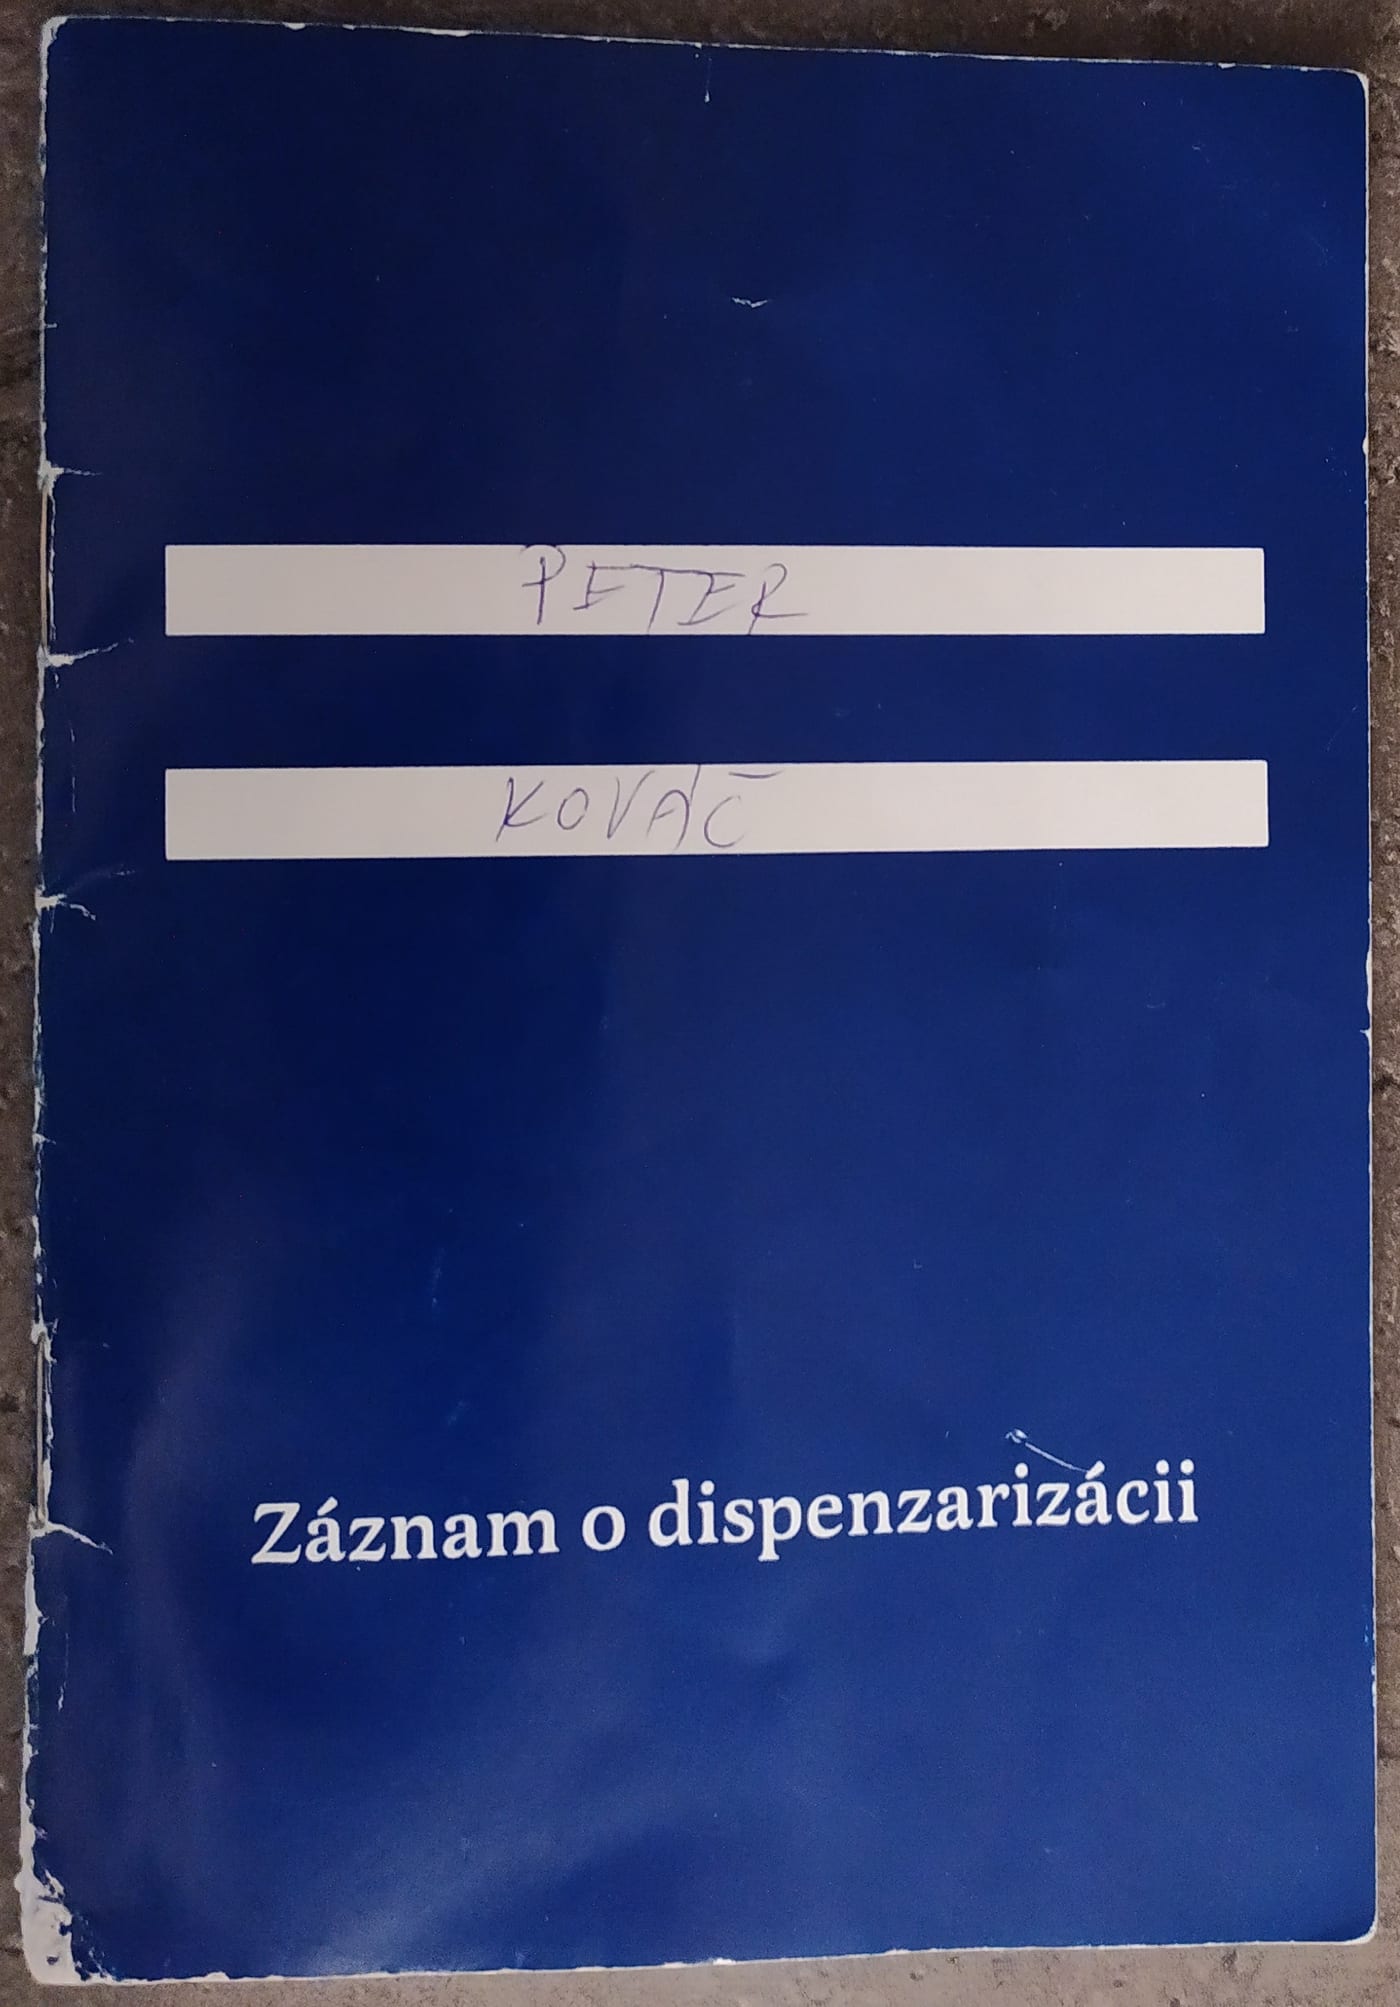 PETER
KOVÁČ
Záznam o dispenzarizácii